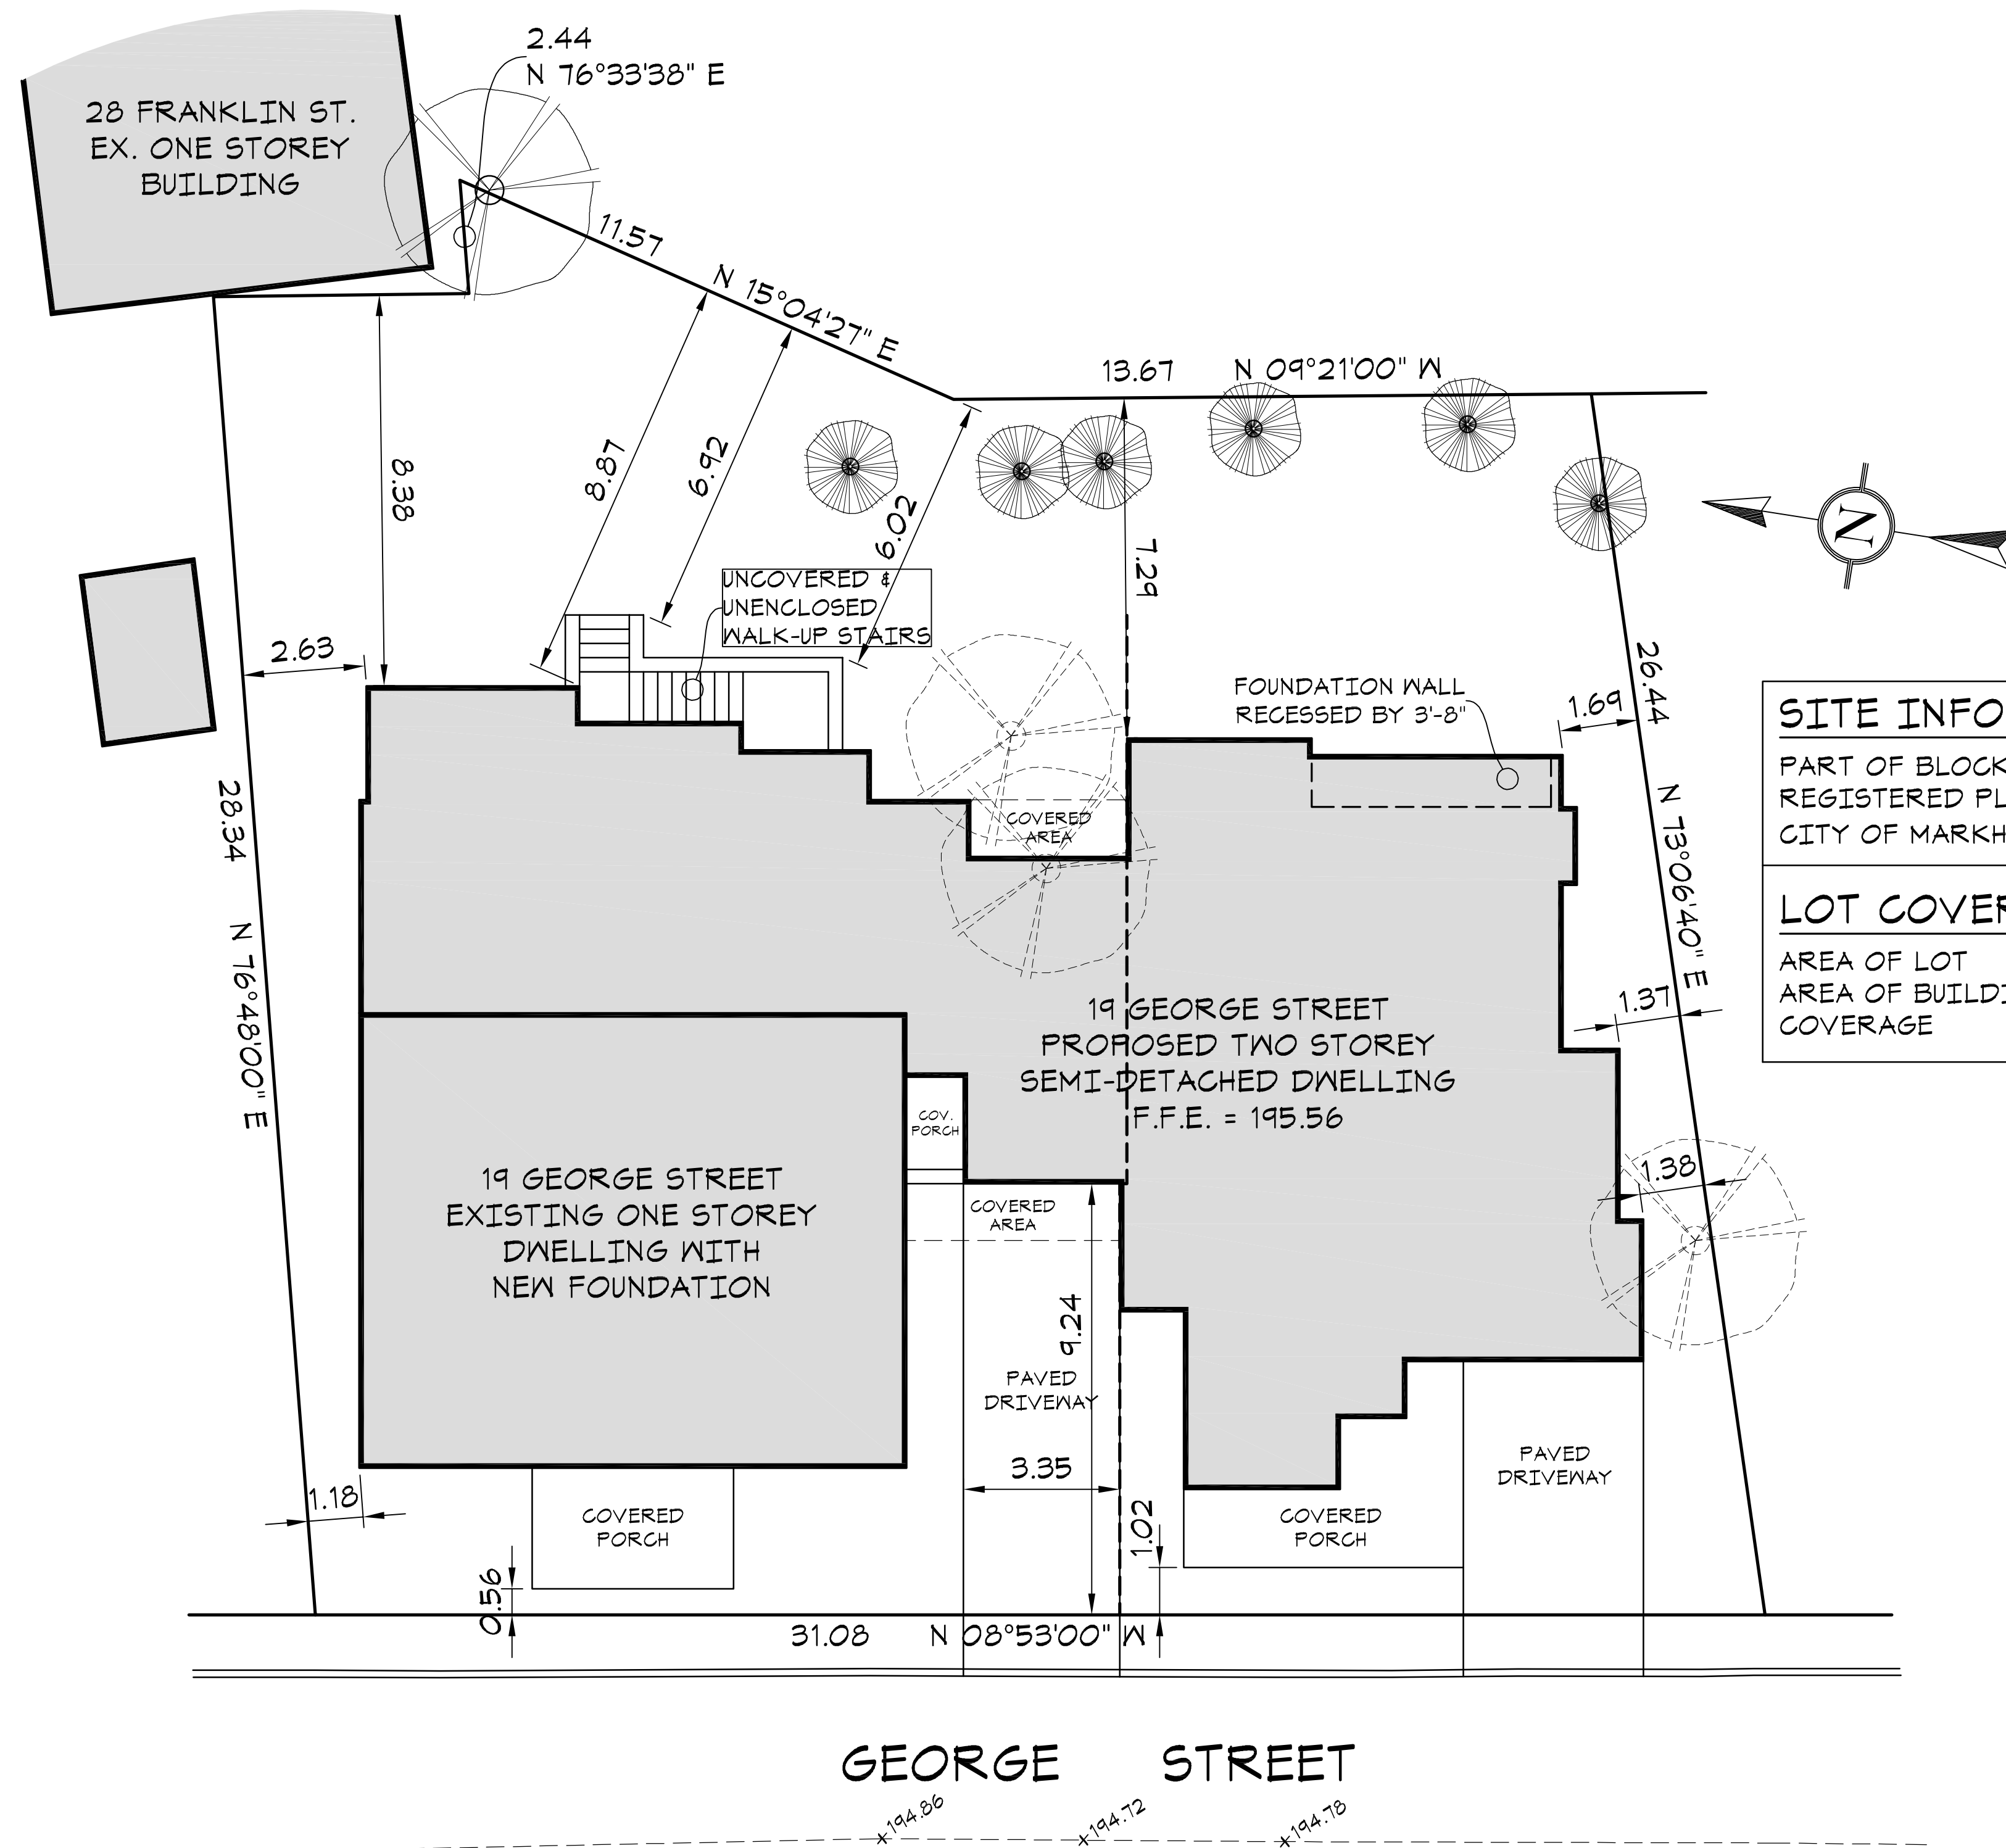 2.44
N 76°33'38" E
28 FRANKLIN ST.
EX. ONE STOREY
BUILDING
11.57
N 15°04'27" E
13.67
N 09°21'00" W
8.38
8.87
6.92
6.02
7.29
N
UNCOVERED &
UNENCLOSED
WALK-UP STAIRS
2.63
FOUNDATION WALL
RECESSED BY 3'-8"
1.69
26.44
N 73°06'40" E
SITE INFO
PART OF BLOCK
REGISTERED PL
CITY OF MARKH
LOT COVER
AREA OF LOT
AREA OF BUILDI
COVERAGE
28.34
N 76°48'00" E
COVERED
AREA
1.37
19 GEORGE STREET
PROPOSED TWO STOREY
SEMI-DETACHED DWELLING
F.F.E. = 195.56
COV.
PORCH
1.38
19 GEORGE STREET
EXISTING ONE STOREY
DWELLING WITH
NEW FOUNDATION
COVERED
AREA
9.24
PAVED
DRIVEWAY
3.35
PAVED
DRIVEWAY
1.18
COVERED
PORCH
1.02
COVERED
PORCH
0.56
31.08
N 08°53'00" W
GEORGE STREET
194.86
194.72
194.78